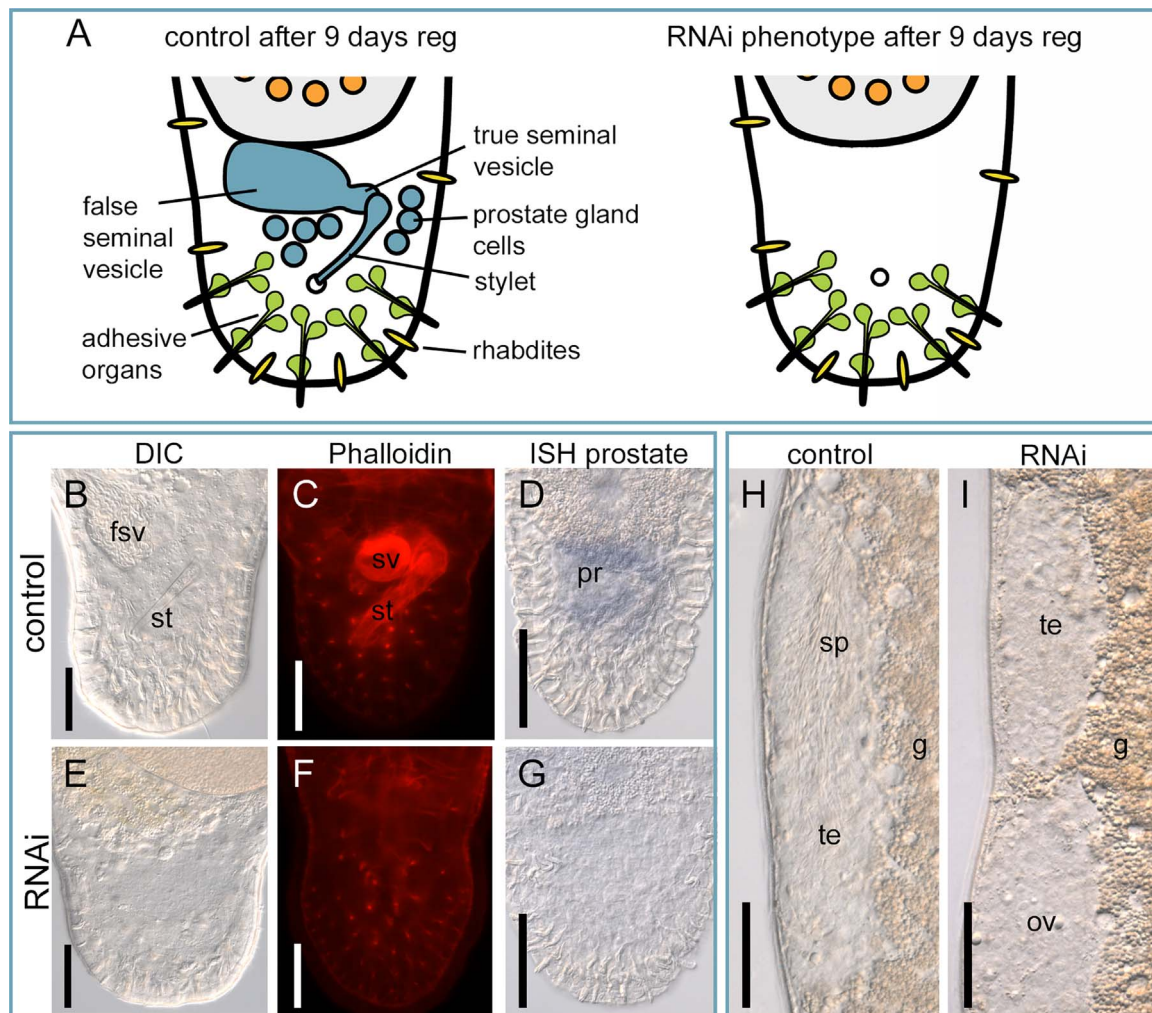 A
control after 9 days reg
RNAi phenotype after 9 days reg
true seminal
vesicle
false
seminal
vesicle
prostate gland
cells
stylet
adhesive
organs
rhabdites
DIC
Phalloidin
ISH prostate
control
RNAi
control
B
fsv
st
C
sv
st
D
pr
H
sp
te
g
I
te
g
ov
RNAi
E
F
G